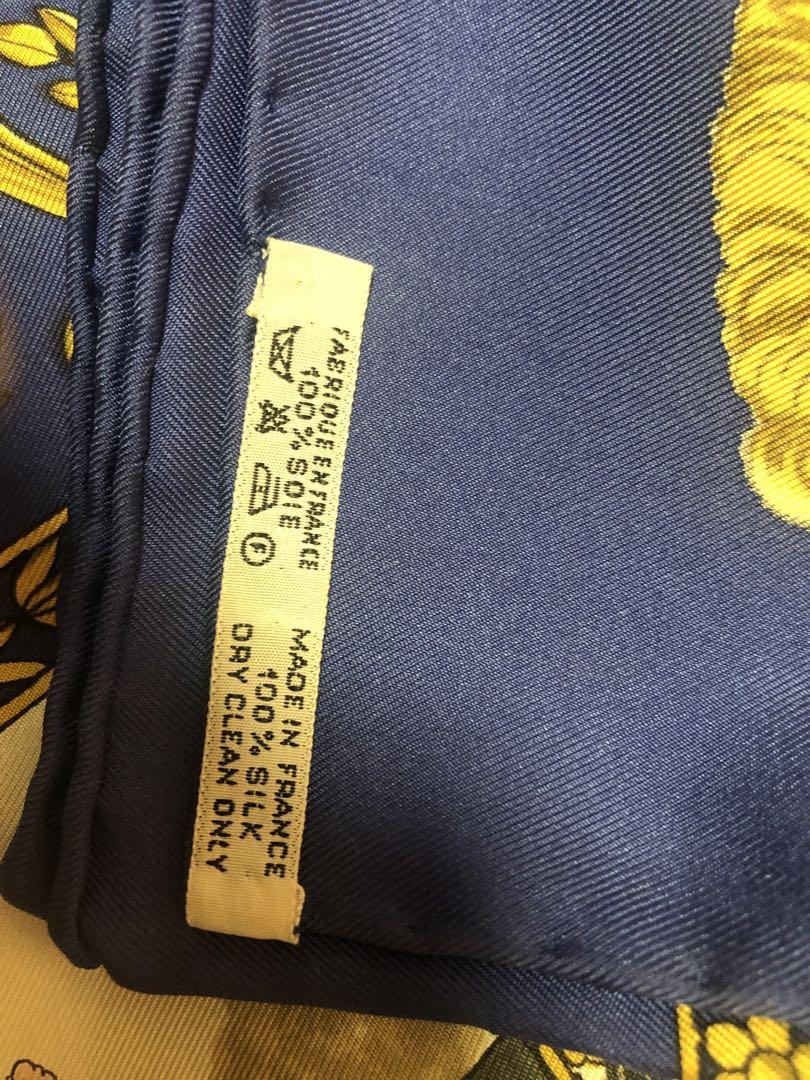 FABRIQUE EN FRANCE
100% SOIE
F
MADE IN FRANCE
100% SILK
DRY CLEAN ONLY